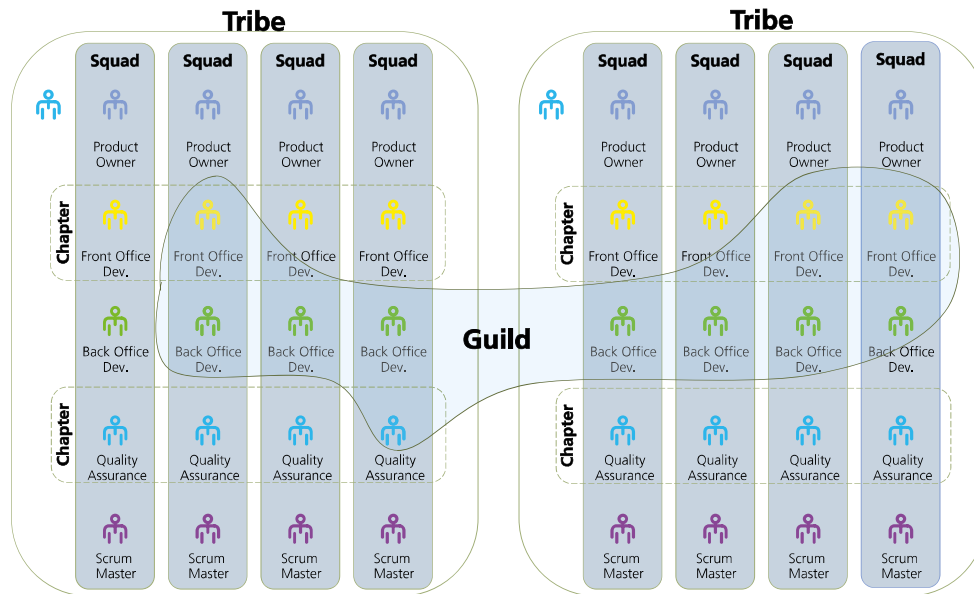 Tribe
Tribe
Squad Squad Squad Squad
Squad Squad Squad Squad
Product Owner Product Owner Product Owner Product Owner
Product Owner Product Owner Product Owner Product Owner
Chapter
Front Office Dev. Front Office Dev. Front Office Dev. Front Office Dev.
Chapter
Front Office Dev. Front Office Dev. Front Office Dev. Front Office Dev.
Back Office Dev. Back Office Dev. Back Office Dev. Back Office Dev.
Guild
Back Office Dev. Back Office Dev. Back Office Dev. Back Office Dev.
Chapter
Quality Assurance Quality Assurance Quality Assurance Quality Assurance
Chapter
Quality Assurance Quality Assurance Quality Assurance Quality Assurance
Scrum Master Scrum Master Scrum Master Scrum Master
Scrum Master Scrum Master Scrum Master Scrum Master